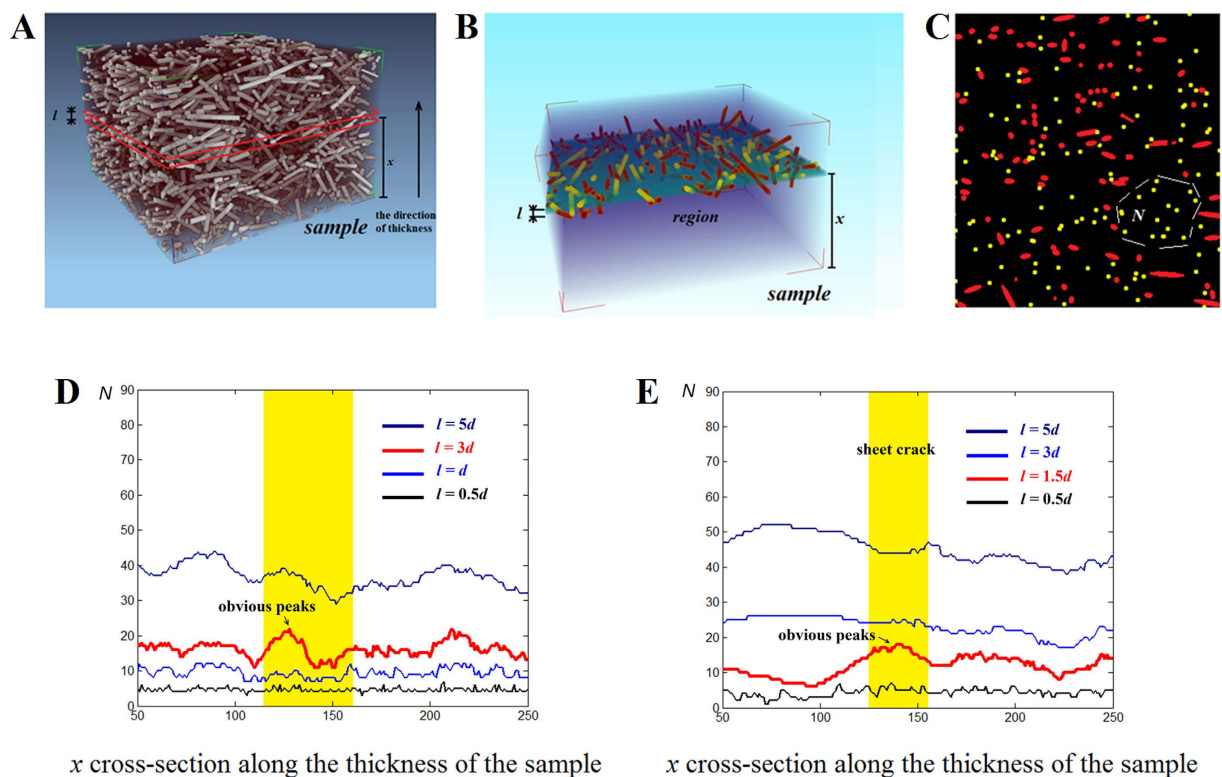 A
l
x
sample
the direction
of thickness
B
l
region
x
sample
C
N
D
N
90
80
70
60
50
40
30
20
10
0
50
100
150
200
250
l = 5d
l = 3d
l = d
l = 0.5d
obvious peaks
x cross-section along the thickness of the sample
E
N
90
80
70
60
50
40
30
20
10
0
50
100
150
200
250
l = 5d
l = 3d
l = 1.5d
l = 0.5d
sheet crack
obvious peaks
x cross-section along the thickness of the sample